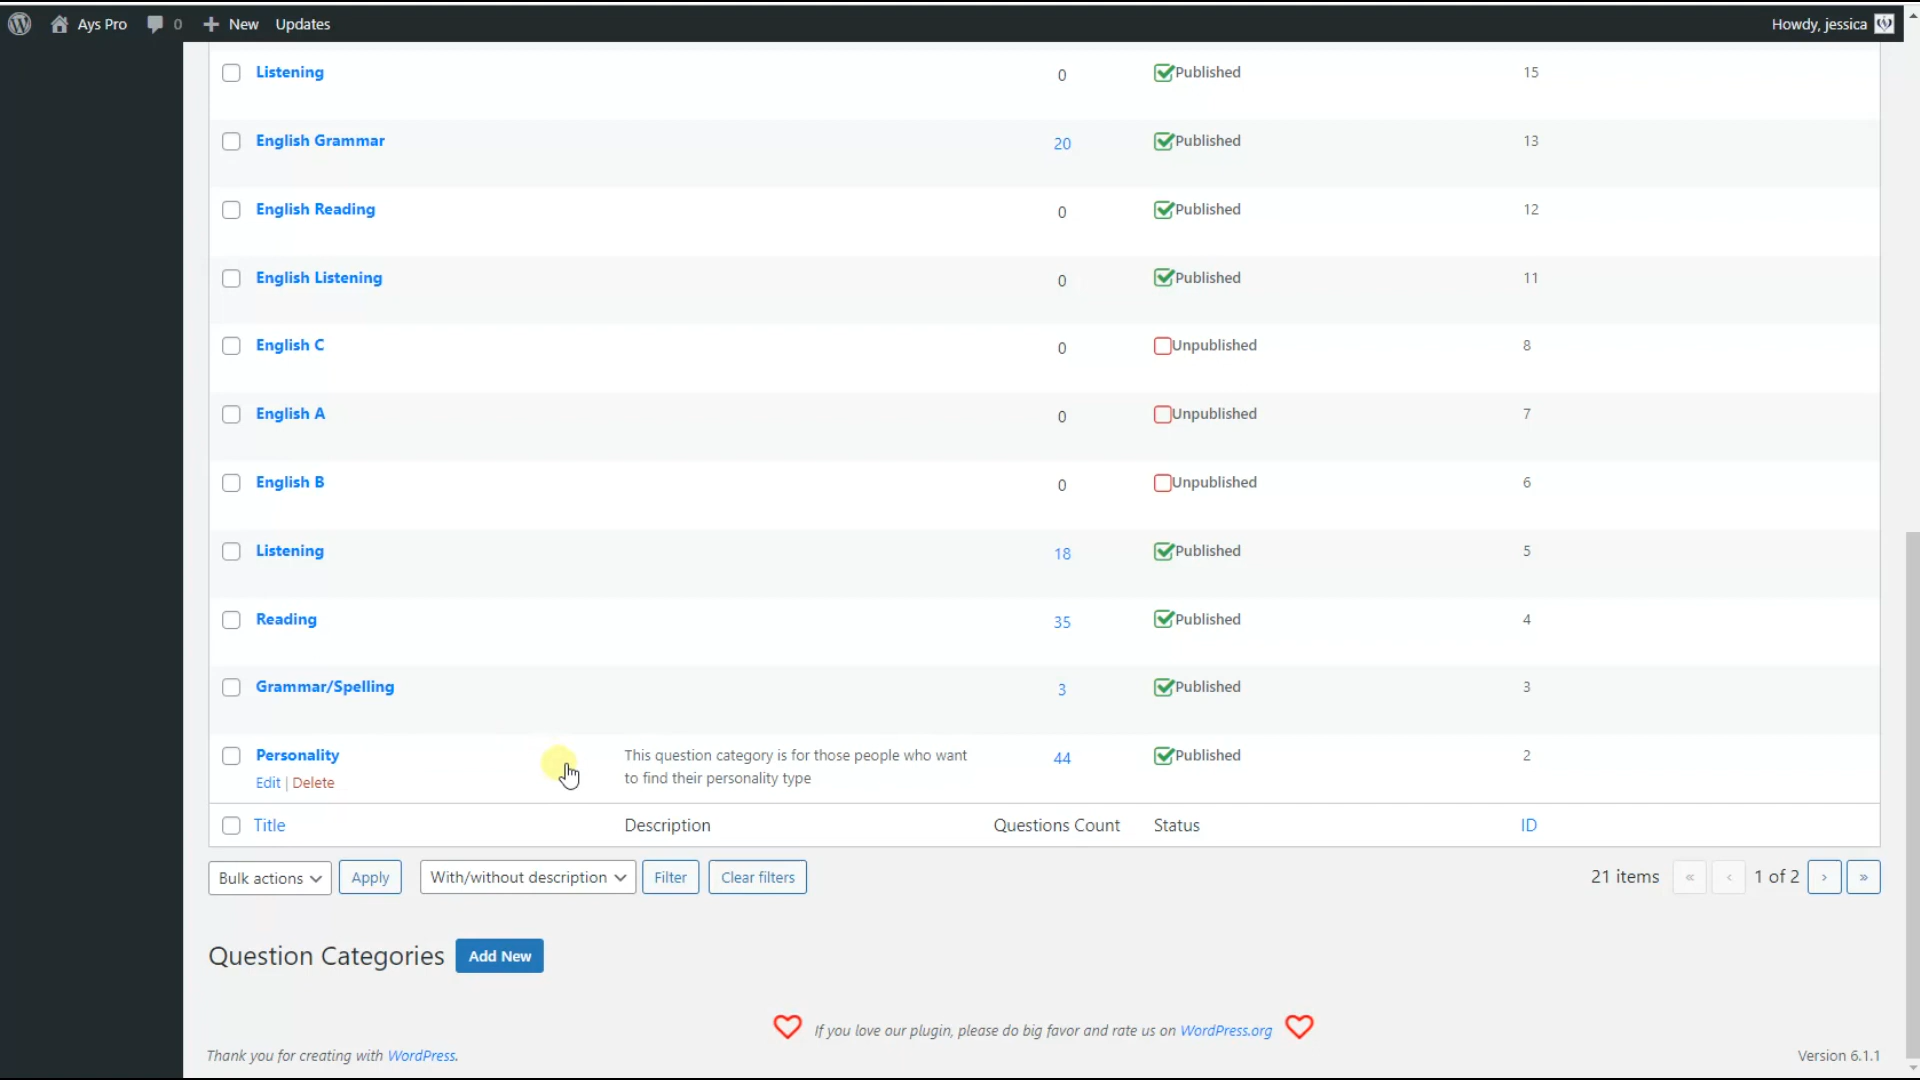 Ays Pro 0 New Updates Howdy, jessica
Listening 0 Published 15
English Grammar 20 Published 13
English Reading 0 Published 12
English Listening 0 Published 11
English C 0 Unpublished 8
English A 0 Unpublished 7
English B 0 Unpublished 6
Listening 18 Published 5
Reading 35 Published 4
Grammar/Spelling 3 Published 3
Personality This question category is for those people who want 44 Published 2
Edit | Delete to find their personality type
Title Description Questions Count Status ID
Bulk actions Apply With/without description Filter Clear filters 21 items « ‹ 1 of 2 › »
Question Categories Add New
If you love our plugin, please do big favor and rate us on WordPress.org
Thank you for creating with WordPress. Version 6.1.1